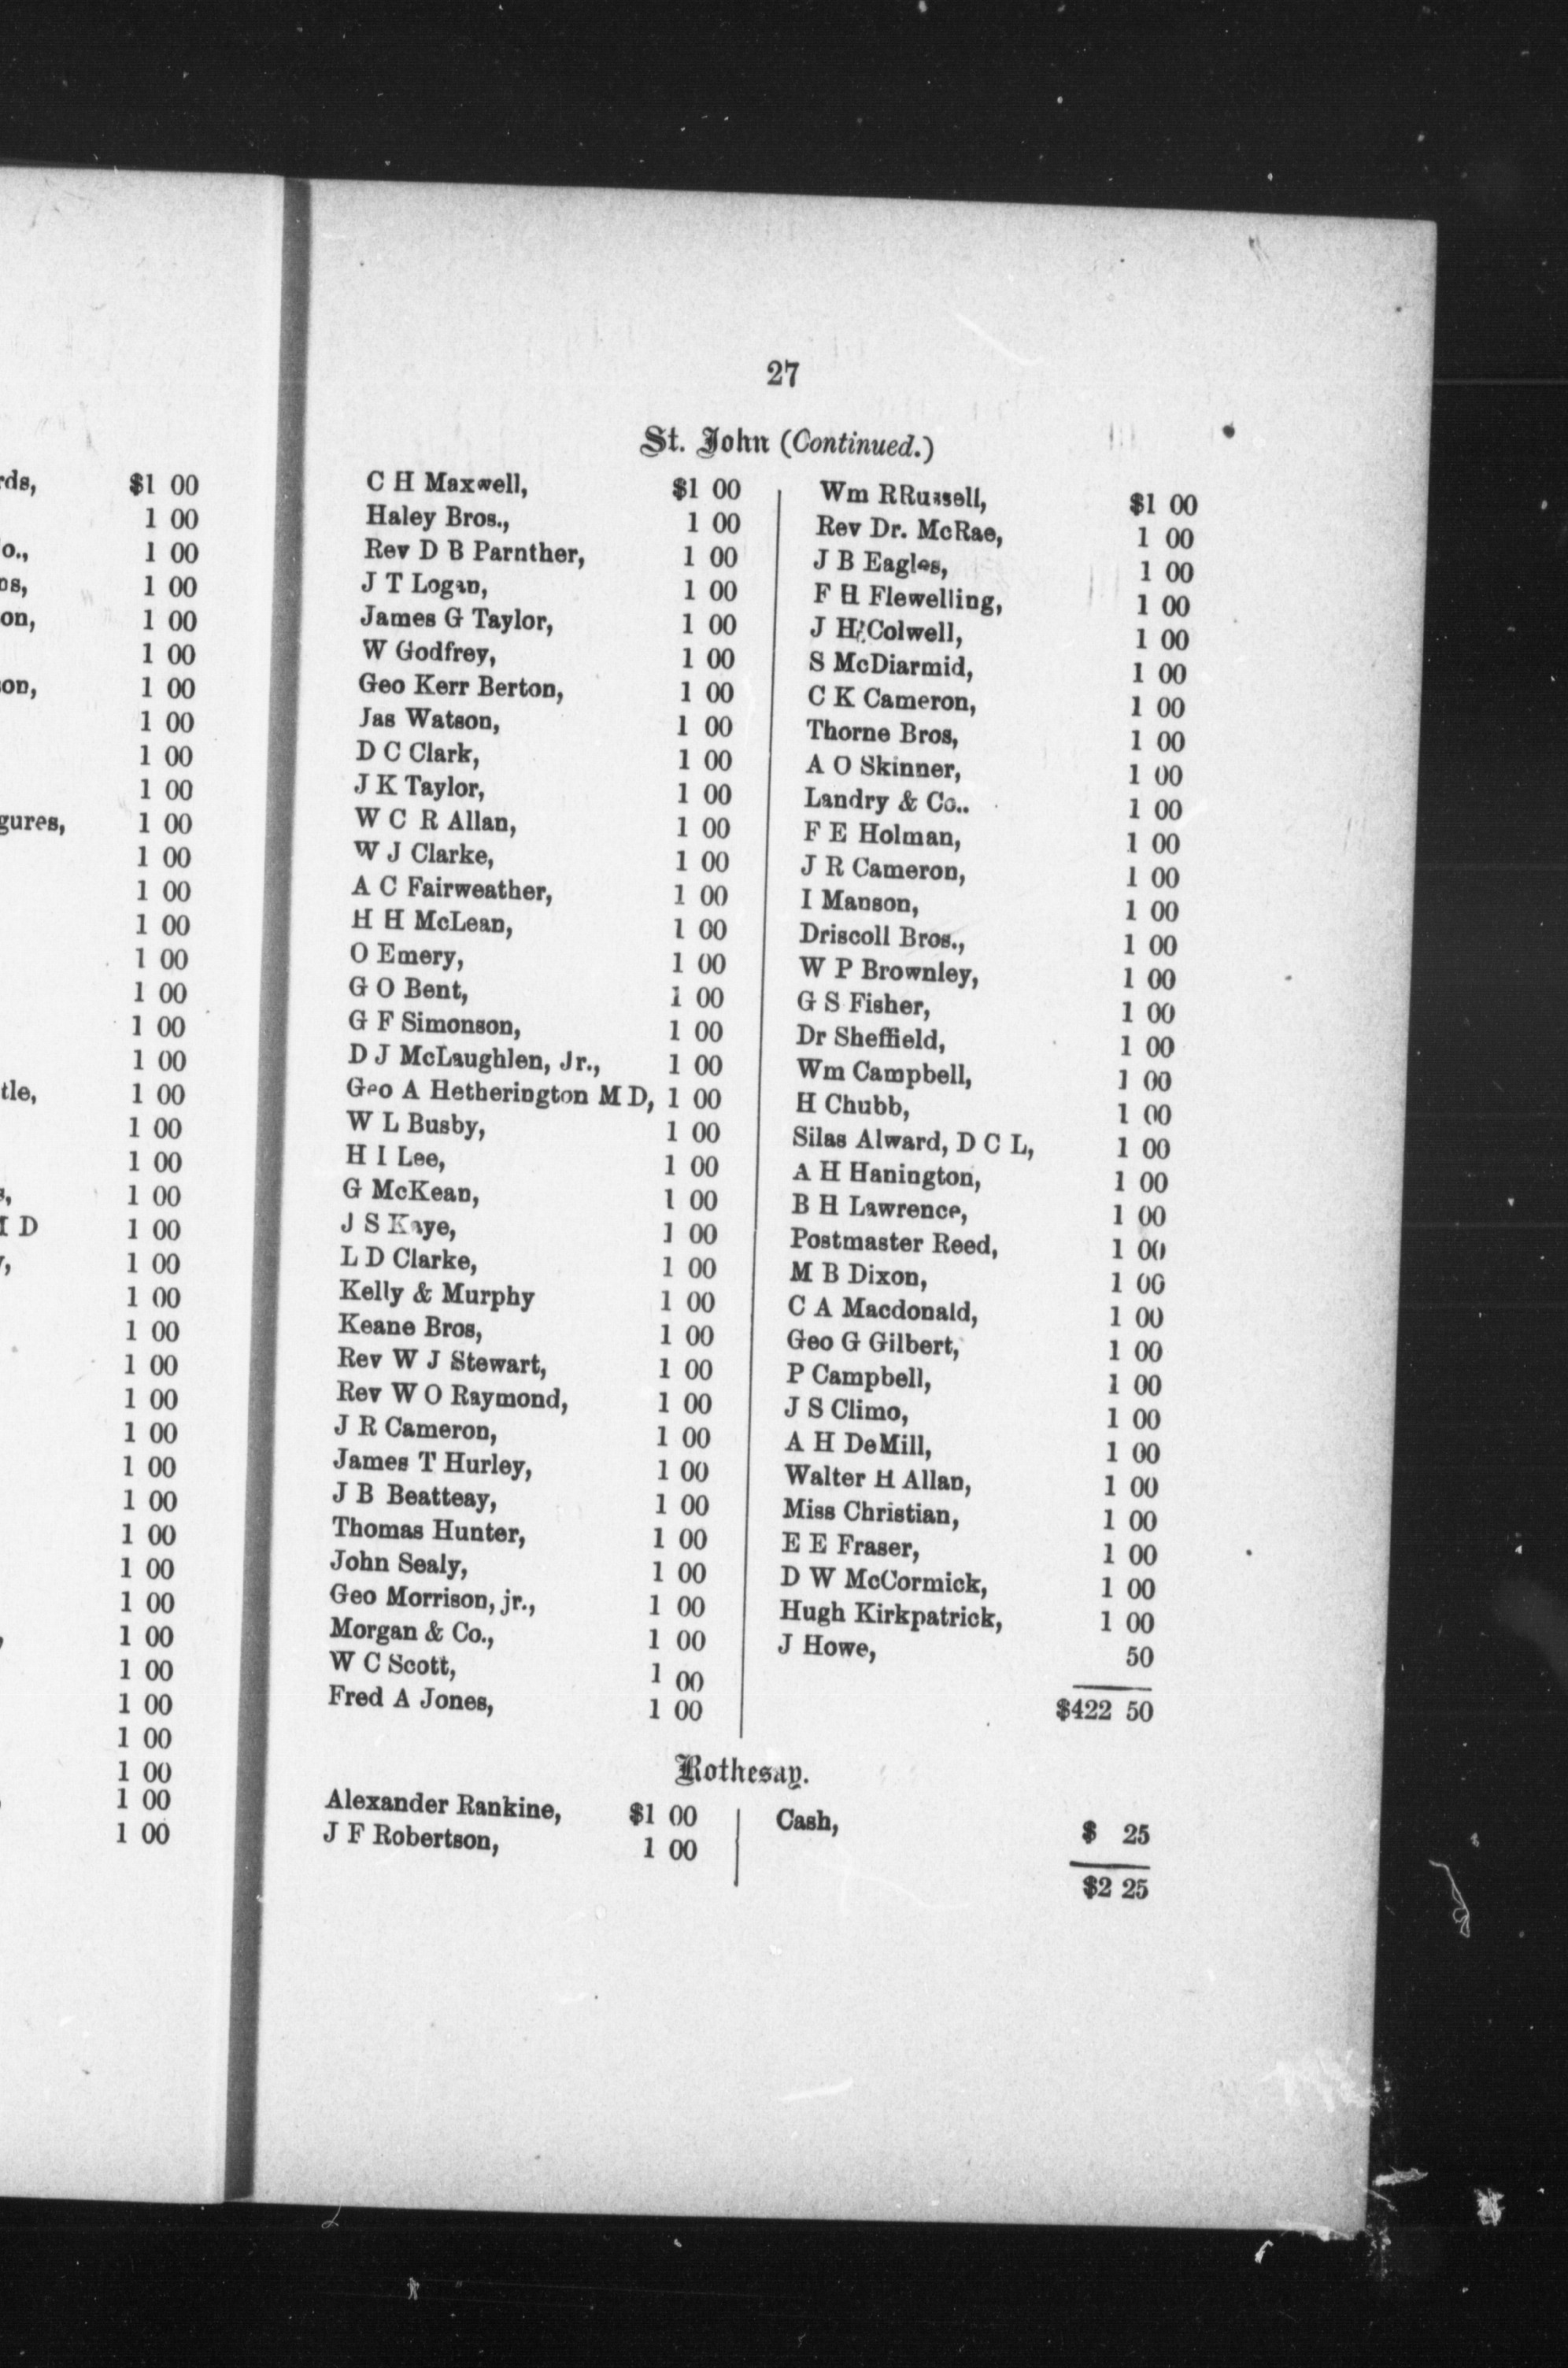 27
St. John (Continued.)
C H Maxwell, $1 00
Haley Bros., 1 00
Rev D B Parnther, 1 00
J T Logan, 1 00
James G Taylor, 1 00
W Godfrey, 1 00
Geo Kerr Berton, 1 00
Jas Watson, 1 00
D C Clark, 1 00
J K Taylor, 1 00
W C R Allan, 1 00
W J Clarke, 1 00
A C Fairweather, 1 00
H H McLean, 1 00
O Emery, 1 00
G O Bent, 1 00
G F Simonson, 1 00
D J McLaughlen, Jr., 1 00
Geo A Hetherington M D, 1 00
W L Busby, 1 00
H I Lee, 1 00
G McKean, 1 00
J S Kaye, 1 00
L D Clarke, 1 00
Kelly & Murphy 1 00
Keane Bros, 1 00
Rev W J Stewart, 1 00
Rev W O Raymond, 1 00
J R Cameron, 1 00
James T Hurley, 1 00
J B Beatteay, 1 00
Thomas Hunter, 1 00
John Sealy, 1 00
Geo Morrison, jr., 1 00
Morgan & Co., 1 00
W C Scott, 1 00
Fred A Jones, 1 00
Wm RRussell, $1 00
Rev Dr. McRae, 1 00
J B Eagles, 1 00
F H Flewelling, 1 00
J H Colwell, 1 00
S McDiarmid, 1 00
C K Cameron, 1 00
Thorne Bros, 1 00
A O Skinner, 1 00
Landry & Co.. 1 00
F E Holman, 1 00
J R Cameron, 1 00
I Manson, 1 00
Driscoll Bros., 1 00
W P Brownley, 1 00
G S Fisher, 1 00
Dr Sheffield, 1 00
Wm Campbell, 1 00
H Chubb, 1 00
Silas Alward, D C L, 1 00
A H Hanington, 1 00
B H Lawrence, 1 00
Postmaster Reed, 1 00
M B Dixon, 1 00
C A Macdonald, 1 00
Geo G Gilbert, 1 00
P Campbell, 1 00
J S Climo, 1 00
A H DeMill, 1 00
Walter H Allan, 1 00
Miss Christian, 1 00
E E Fraser, 1 00
D W McCormick, 1 00
Hugh Kirkpatrick, 1 00
J Howe, 50
$422 50
Rothesay.
Alexander Rankine, $1 00
J F Robertson, 1 00
Cash, $ 25
$2 25